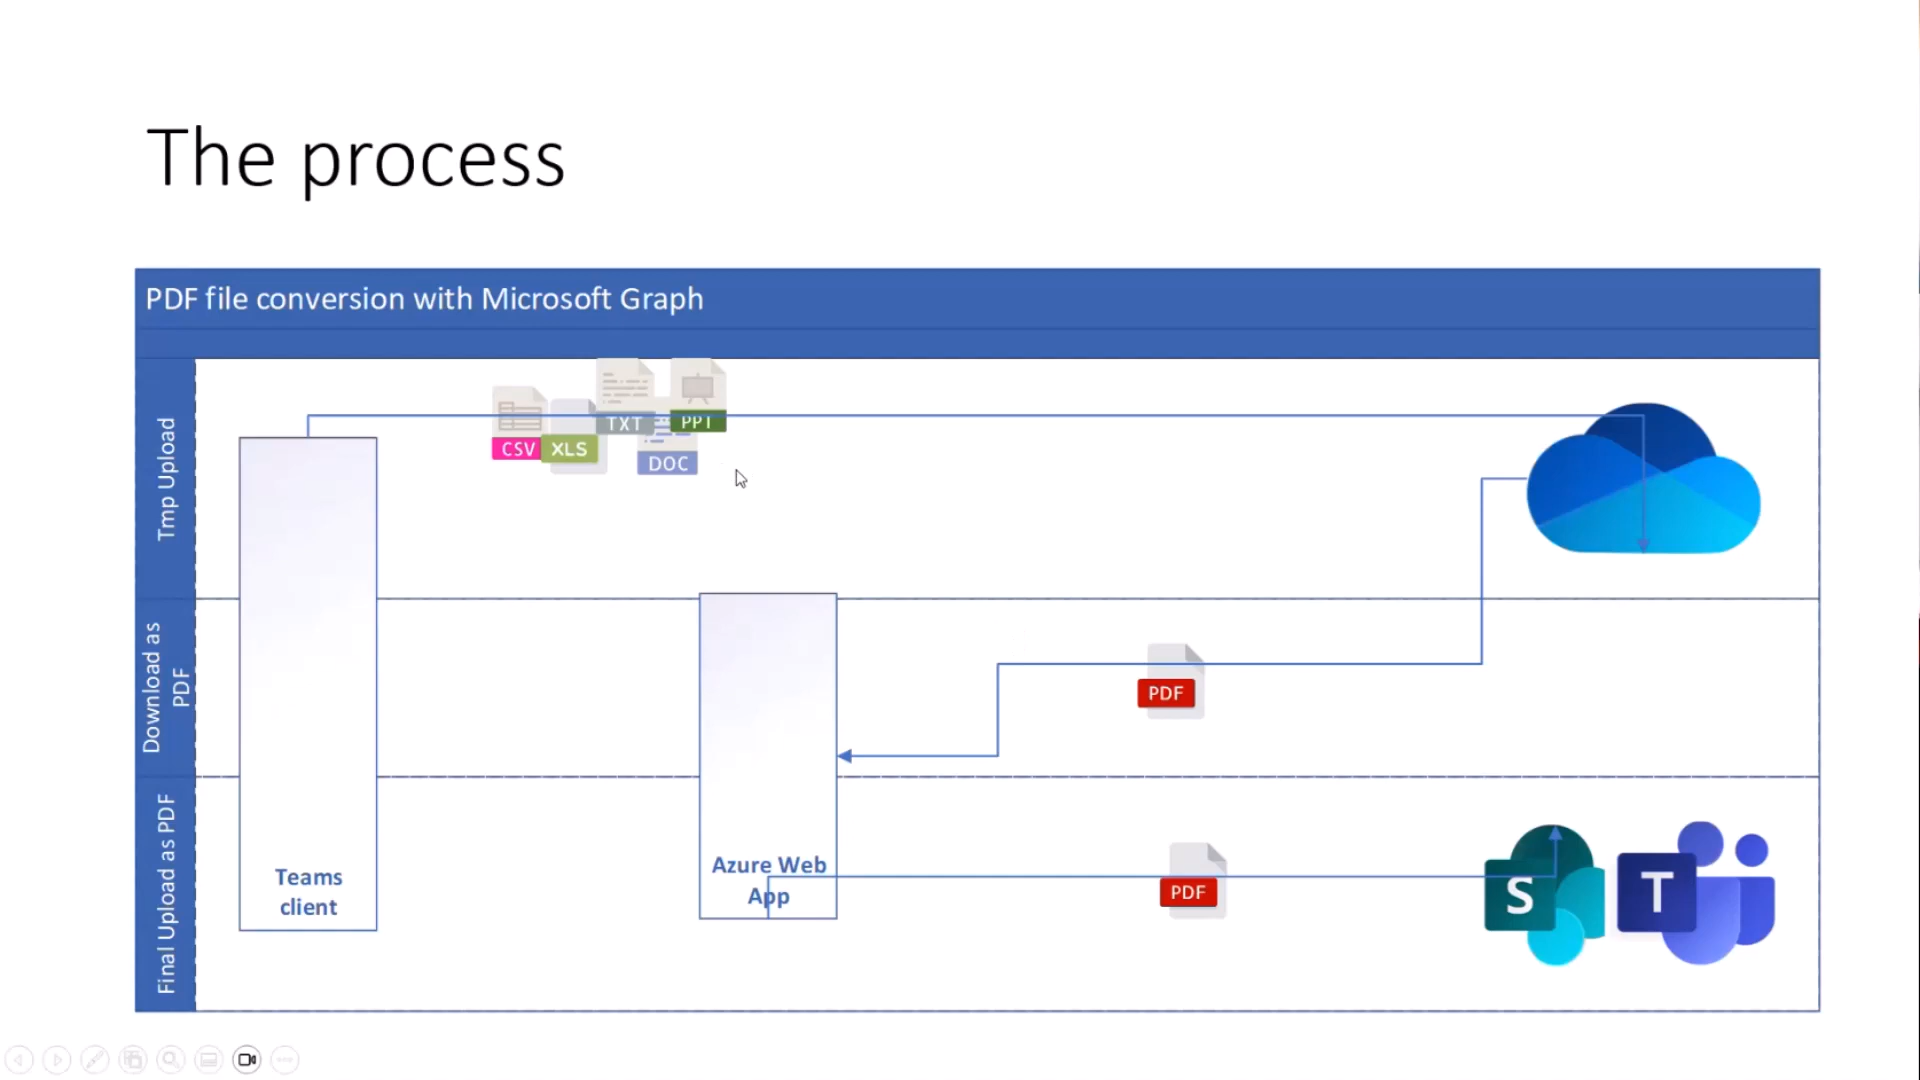 The process
PDF file conversion with Microsoft Graph
Tmp Upload
CSV
XLS
TXT
PPT
DOC
Download as
PDF
PDF
Final Upload as PDF
Teams
client
Azure Web
App
PDF
S
T